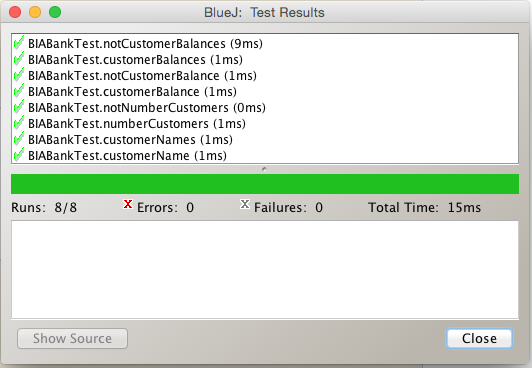 BlueJ: Test Results
BIABankTest.notCustomerBalances (9ms)
BIABankTest.customerBalances (1ms)
BIABankTest.notCustomerBalance (1ms)
BIABankTest.customerBalance (1ms)
BIABankTest.notNumberCustomers (0ms)
BIABankTest.numberCustomers (1ms)
BIABankTest.customerNames (1ms)
BIABankTest.customerName (1ms)
Runs: 8/8 X Errors: 0 X Failures: 0 Total Time: 15ms
Show Source Close